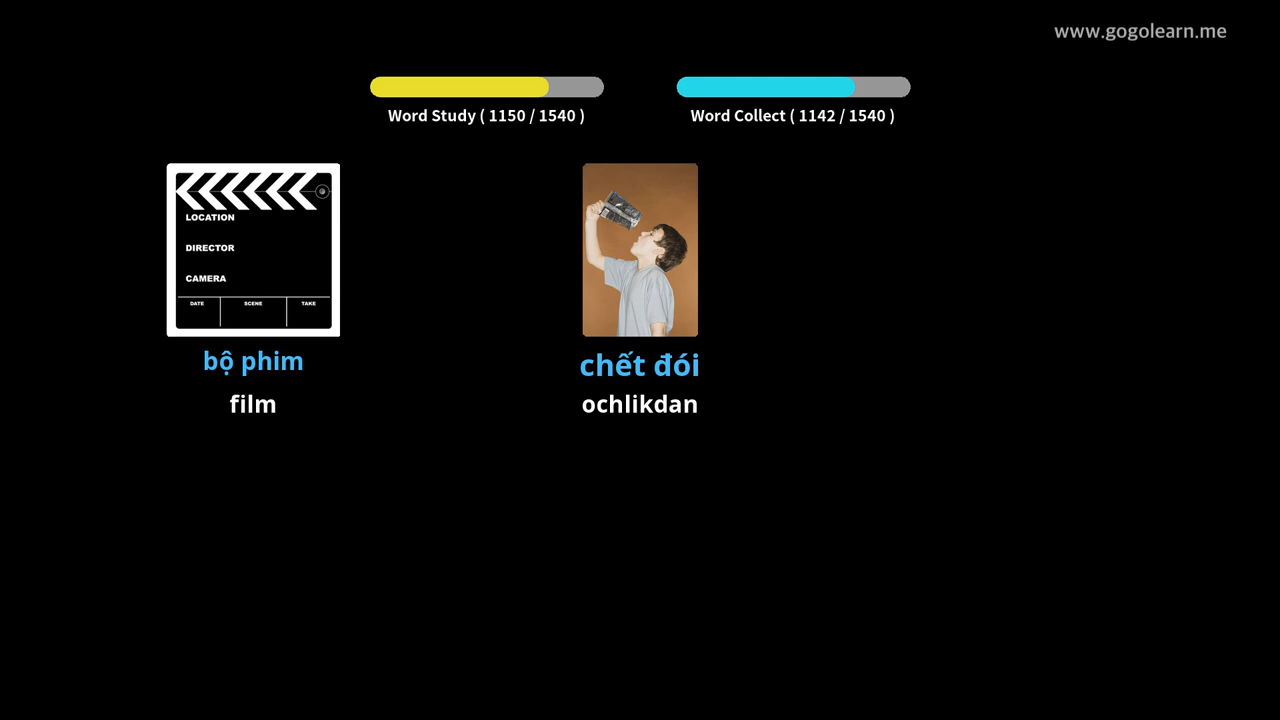 www.gogolearn.me
Word Study ( 1150 / 1540 )
Word Collect ( 1142 / 1540 )
LOCATION
DIRECTOR
CAMERA
DATE SCENE TAKE
bộ phim
film
chết đói
ochlikdan